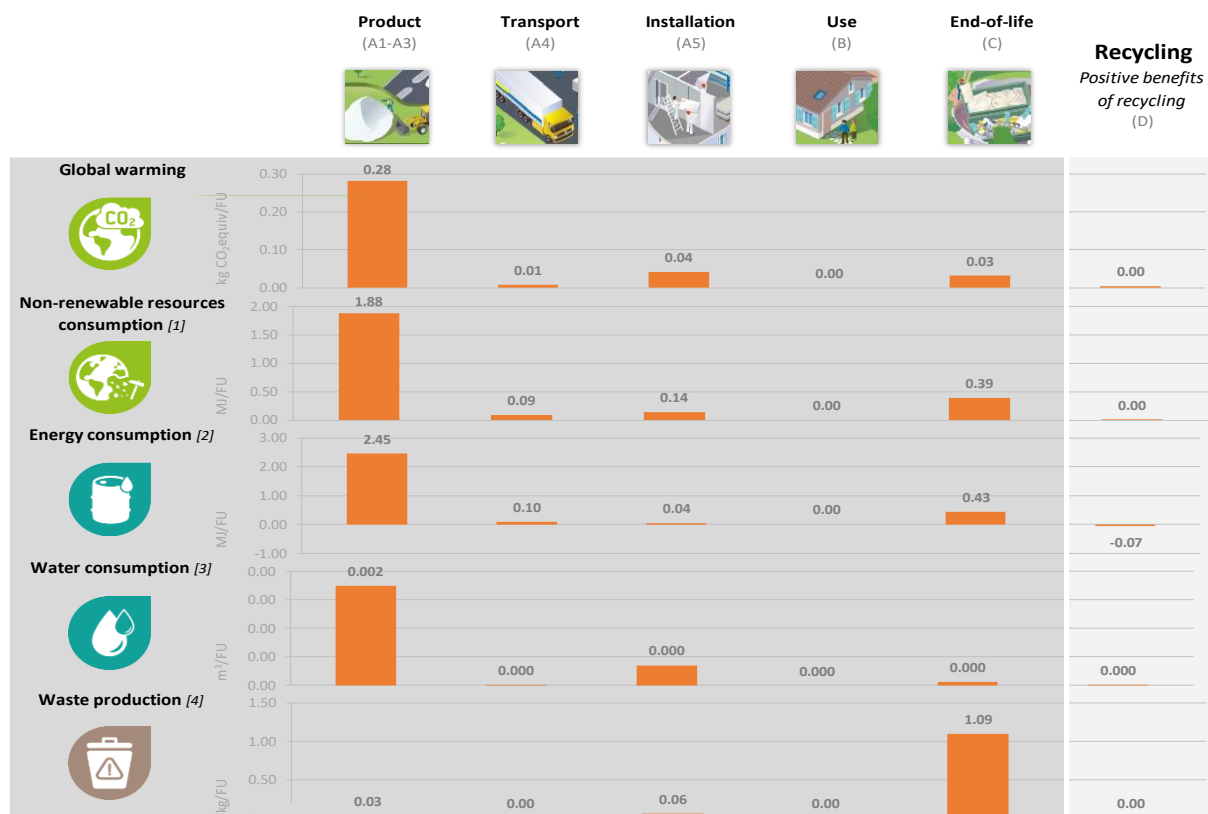 Product
(A1-A3)
Transport
(A4)
Installation
(A5)
Use
(B)
End-of-life
(C)
Recycling
Positive benefits
of recycling
(D)
Global warming
CO₂
kg CO₂equiv/FU
0.30
0.20
0.10
0.00
0.28
0.01
0.04
0.00
0.03
0.00
Non-renewable resources
consumption [1]
MJ/FU
2.00
1.50
1.00
0.50
0.00
1.88
0.09
0.14
0.00
0.39
0.00
Energy consumption [2]
MJ/FU
3.00
2.00
1.00
0.00
-1.00
2.45
0.10
0.04
0.00
0.43
-0.07
Water consumption [3]
m³/FU
0.00
0.00
0.00
0.00
0.00
0.002
0.000
0.000
0.000
0.000
0.000
Waste production [4]
kg/FU
1.50
1.00
0.50
0.03
0.00
0.06
0.00
1.09
0.00